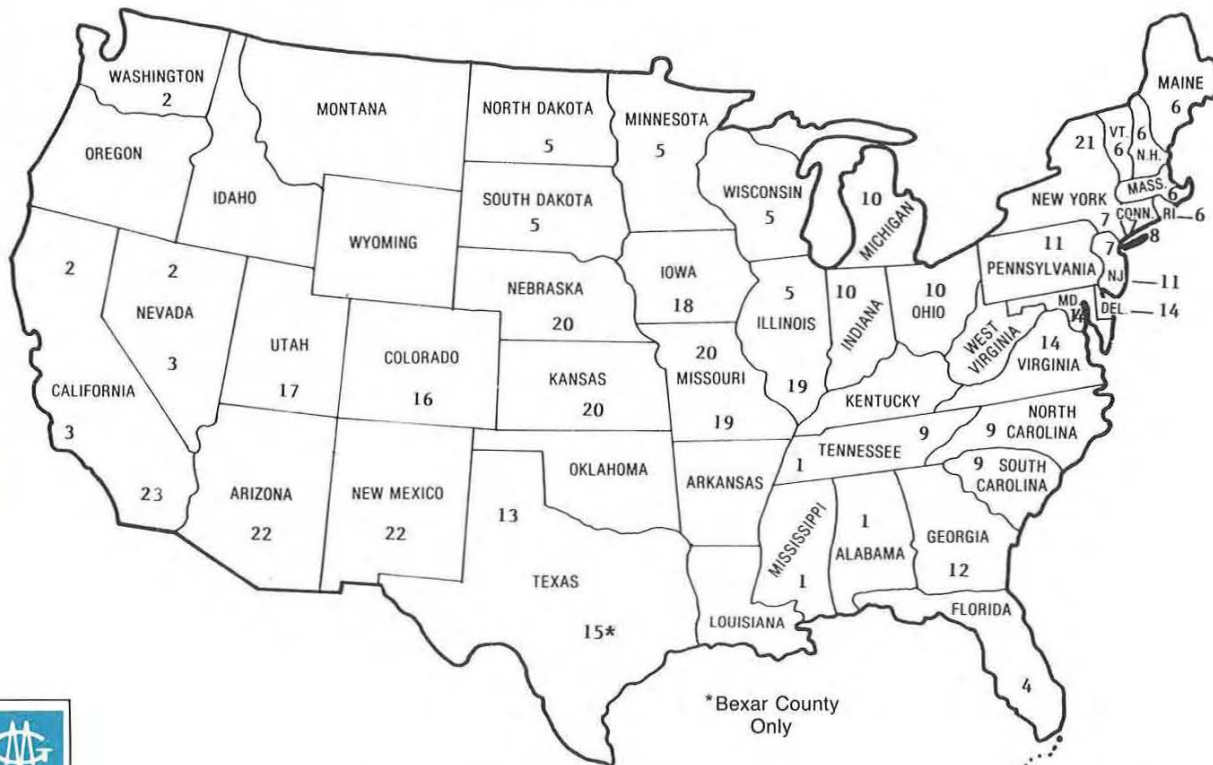 WASHINGTON
2
OREGON
IDAHO
MONTANA
WYOMING
NORTH DAKOTA
5
SOUTH DAKOTA
5
MINNESOTA
5
WISCONSIN
5
10
MICHIGAN
MAINE
6
VT.
6
6
N.H.
21
NEW YORK
MASS.
6
CONN.
7
RI
6
8
7
11
PENNSYLVANIA
NJ
11
MD.
14
DEL.
14
2
CALIFORNIA
3
23
2
NEVADA
3
UTAH
17
COLORADO
16
NEBRASKA
20
KANSAS
20
IOWA
18
20
MISSOURI
19
5
ILLINOIS
19
10
INDIANA
10
OHIO
WEST
VIRGINIA
14
VIRGINIA
KENTUCKY
9
TENNESSEE
1
NORTH
9 CAROLINA
9 SOUTH
CAROLINA
ARIZONA
22
NEW MEXICO
22
OKLAHOMA
13
TEXAS
15*
ARKANSAS
LOUISIANA
MISSISSIPPI
1
1
ALABAMA
GEORGIA
12
FLORIDA
4
*Bexar County
Only